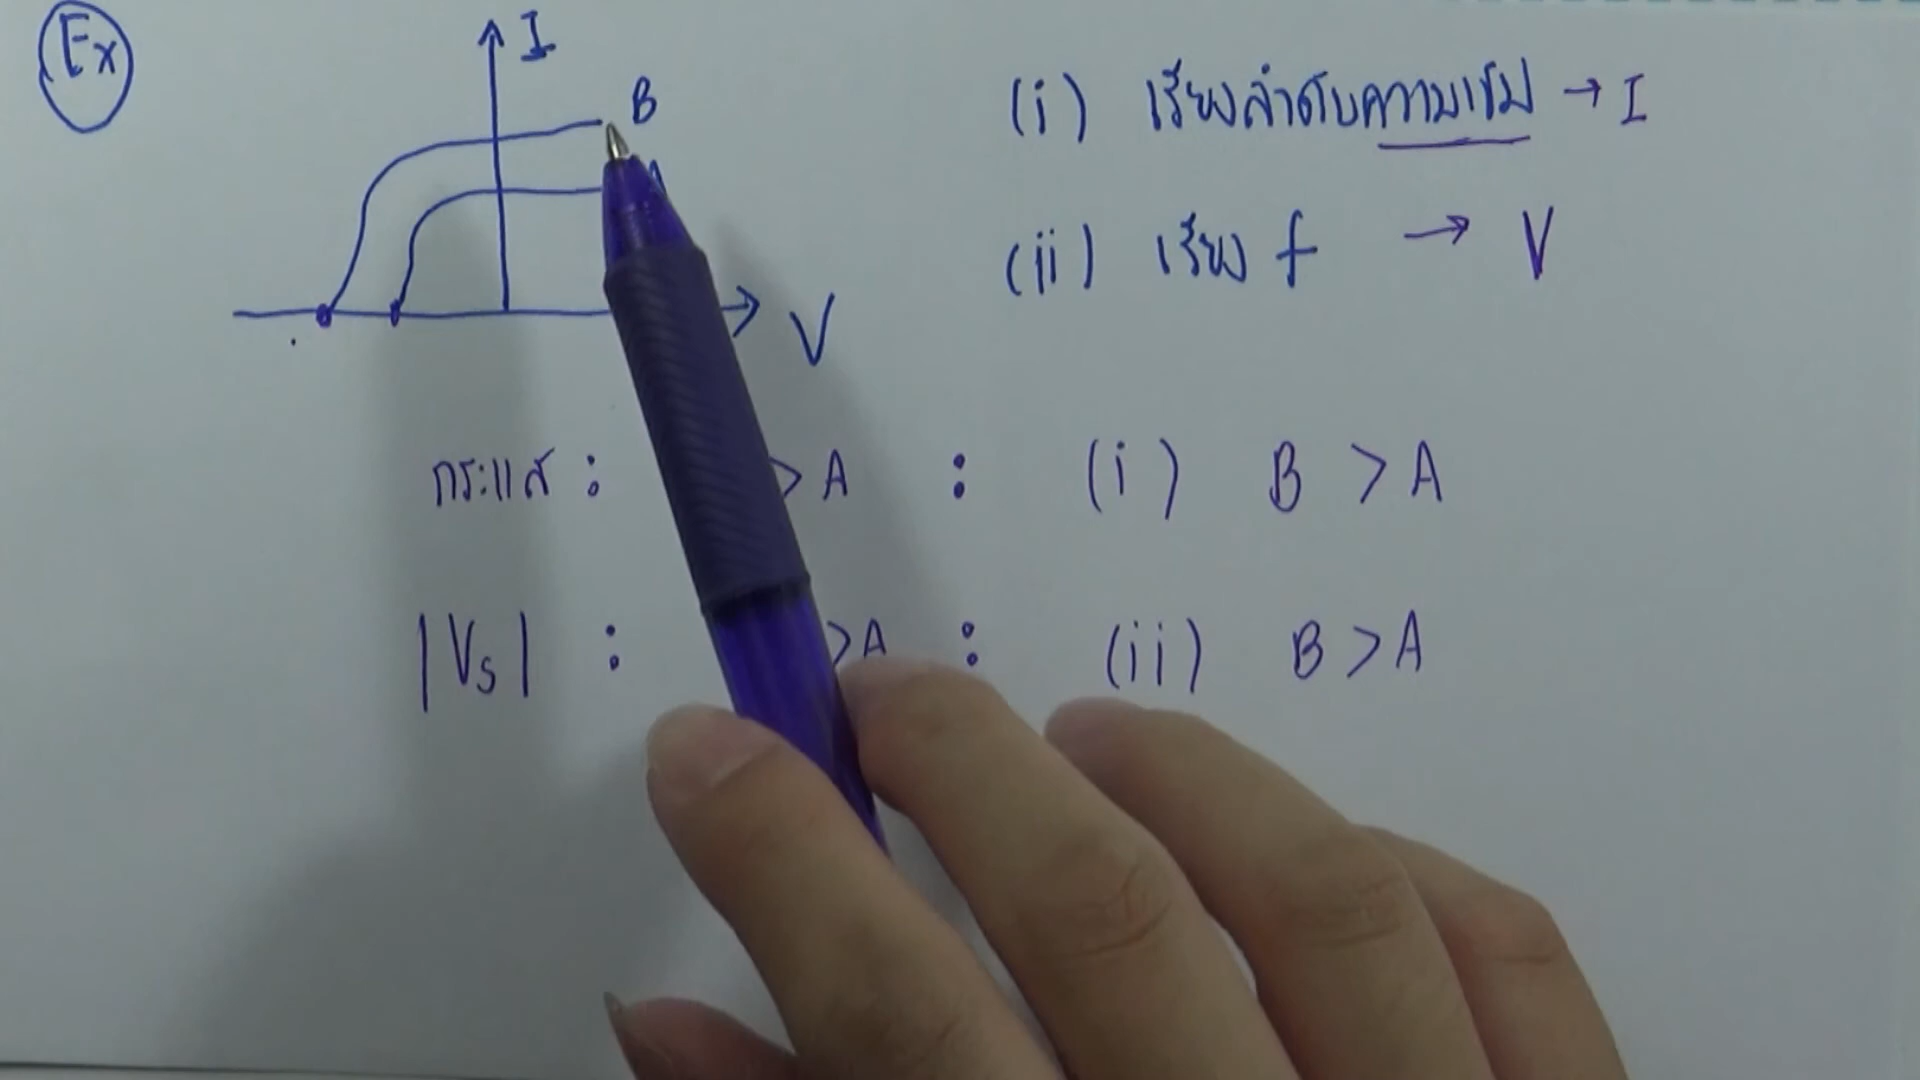 Ex
I
B
V
(i) เรียงลำดับความเข้ม → I
(ii) เรียง f → V
กระแส : > A : (i) B > A
|Vs| : >A : (ii) B > A